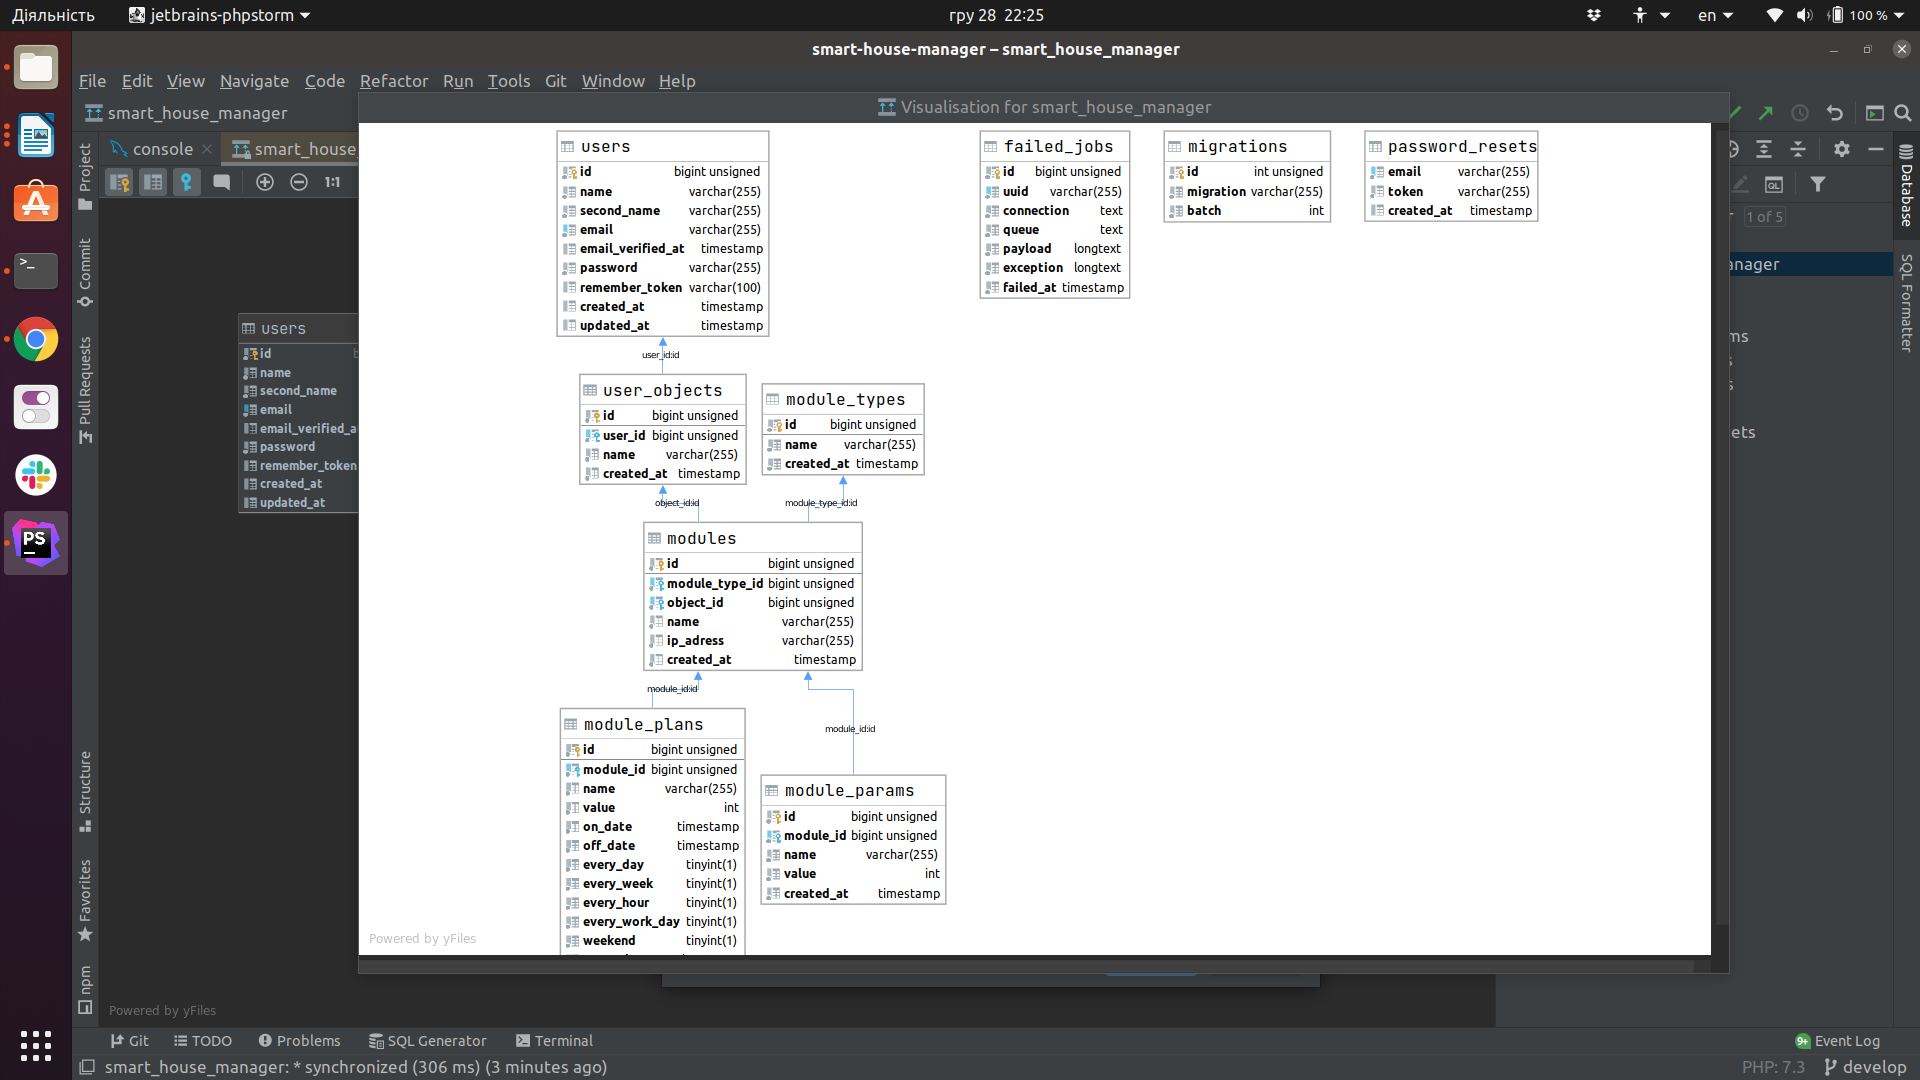 Діяльність
jetbrains-phpstorm
гру 28 22:25
en
100 %
smart-house-manager – smart_house_manager
File Edit View Navigate Code Refactor Run Tools Git Window Help
smart_house_manager
Visualisation for smart_house_manager
console
smart_house_
1:1
Project
Commit
Pull Requests
Structure
Favorites
npm
users
id
name
second_name
email
email_verified_a
password
remember_token
created_at
updated_at
Powered by yFiles
users
id bigint unsigned
name varchar(255)
second_name varchar(255)
email varchar(255)
email_verified_at timestamp
password varchar(255)
remember_token varchar(100)
created_at timestamp
updated_at timestamp
user_id:id
user_objects
id bigint unsigned
user_id bigint unsigned
name varchar(255)
created_at timestamp
module_types
id bigint unsigned
name varchar(255)
created_at timestamp
object_id:id
module_type_id:id
modules
id bigint unsigned
module_type_id bigint unsigned
object_id bigint unsigned
name varchar(255)
ip_adress varchar(255)
created_at timestamp
module_id:id
module_id:id
module_plans
id bigint unsigned
module_id bigint unsigned
name varchar(255)
value int
on_date timestamp
off_date timestamp
every_day tinyint(1)
every_week tinyint(1)
every_hour tinyint(1)
every_work_day tinyint(1)
weekend tinyint(1)
module_params
id bigint unsigned
module_id bigint unsigned
name varchar(255)
value int
created_at timestamp
failed_jobs
id bigint unsigned
uuid varchar(255)
connection text
queue text
payload longtext
exception longtext
failed_at timestamp
migrations
id int unsigned
migration varchar(255)
batch int
password_resets
email varchar(255)
token varchar(255)
created_at timestamp
Powered by yFiles
QL
1 of 5
anager
ms
s
s
ets
Database
SQL Formatter
Git
TODO
Problems
SQL Generator
Terminal
9+ Event Log
smart_house_manager: * synchronized (306 ms) (3 minutes ago)
PHP: 7.3
develop
>_
PS